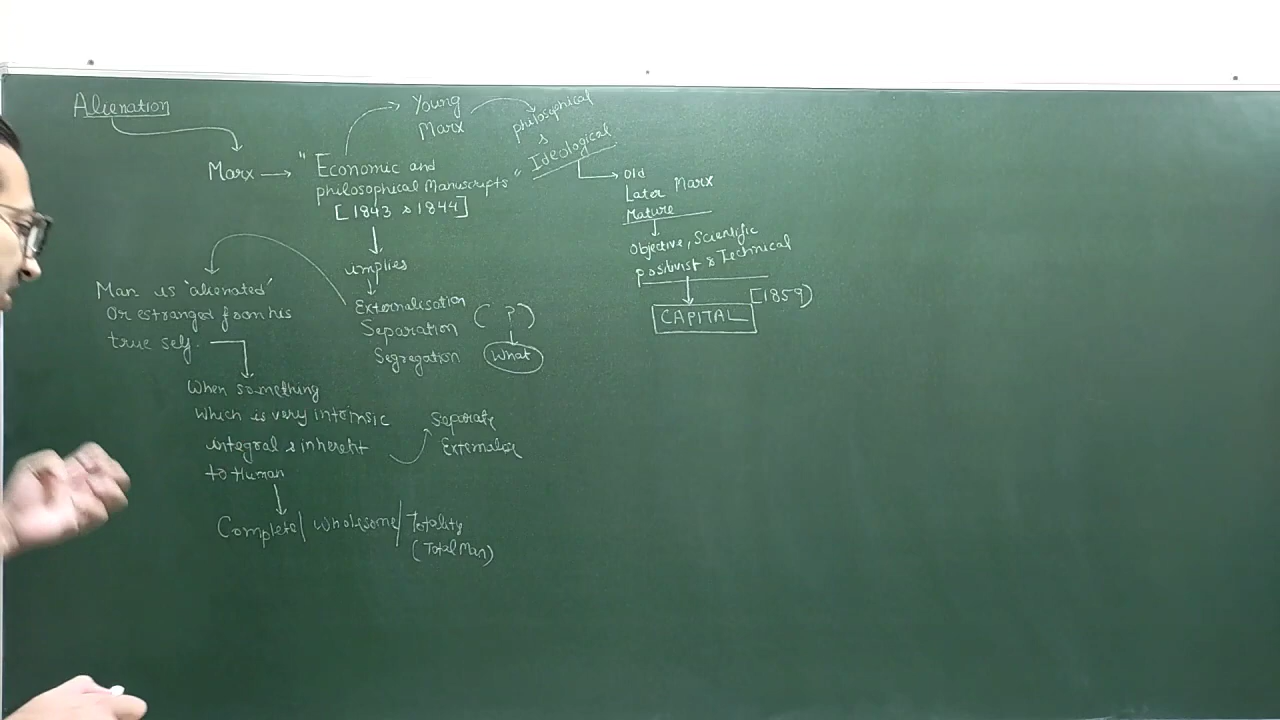 Alienation
Young
Marx
philosophical
&
Ideological
Marx → "Economic and
philosophical Manuscripts"
[1843 & 1844]
implies
Externalisation
Separation ( ? )
Segregation
What
Man is 'alienated'
Or estranged from his
true self.
When something
Which is very intrinsic
integral & inherent
to Human
Separate
Externalise
Complete/ Wholesome/ Totality
(Total Man)
Old
Later Marx
Mature
Objective, Scientific
positivist & Technical
CAPITAL [1859)